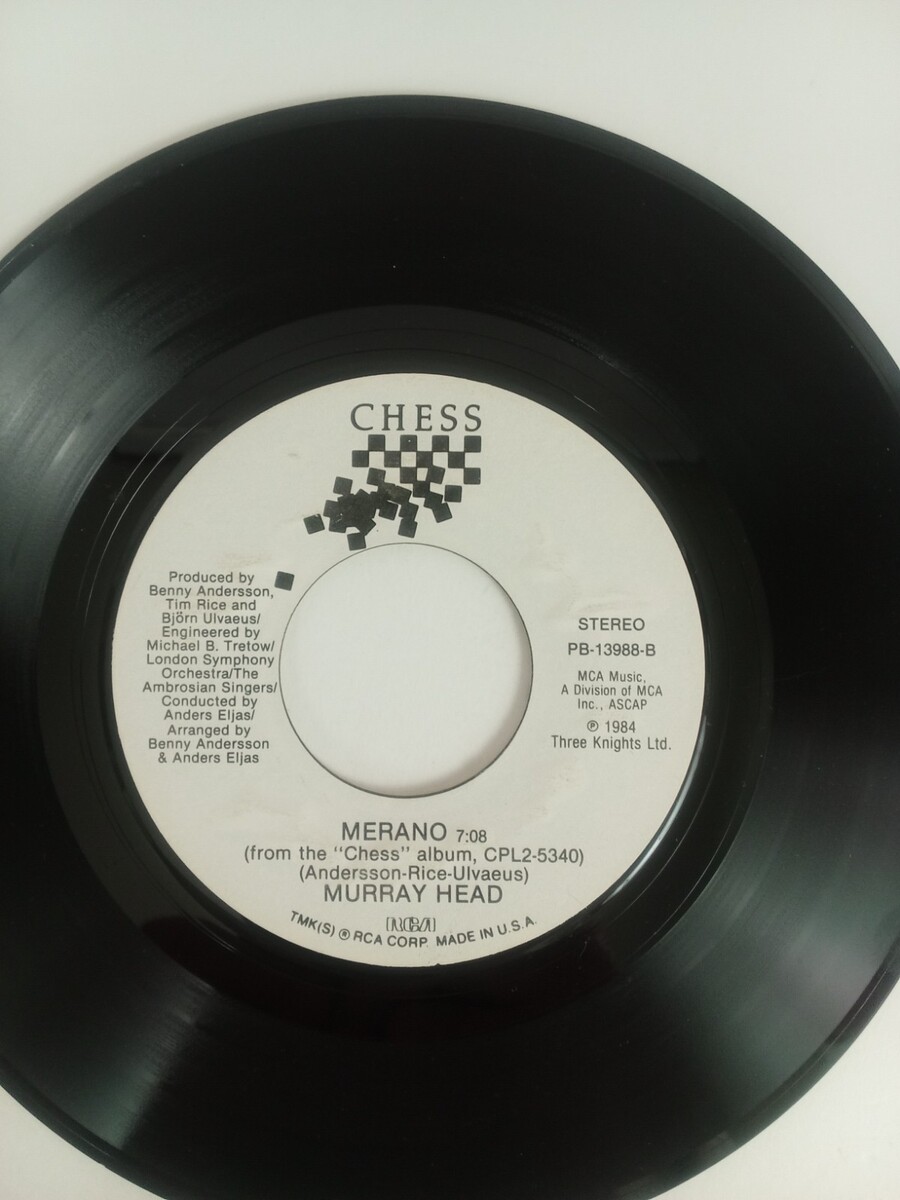 CHESS
Produced by
Benny Andersson,
Tim Rice and
Björn Ulvaeus/
Engineered by
Michael B. Tretow/
London Symphony
Orchestra/The
Ambrosian Singers/
Conducted by
Anders Eljas/
Arranged by
Benny Andersson
& Anders Eljas
STEREO
PB-13988-B
MCA Music,
A Division of MCA
Inc., ASCAP
℗ 1984
Three Knights Ltd.
MERANO 7:08
(from the "Chess" album, CPL2-5340)
(Andersson-Rice-Ulvaeus)
MURRAY HEAD
RCA
TMK(S) ® RCA CORP. MADE IN U.S.A.